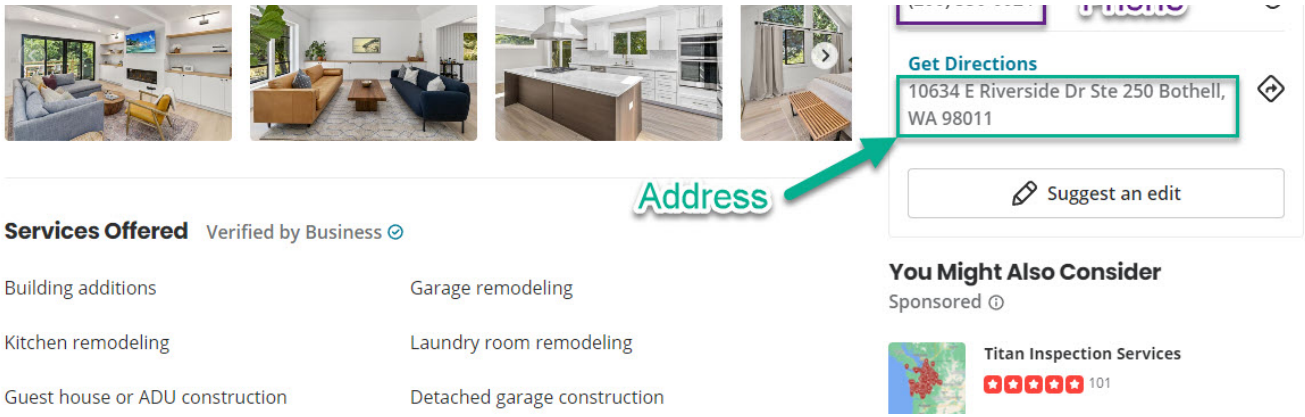 Phone
Get Directions
10634 E Riverside Dr Ste 250 Bothell,
WA 98011
Address
Suggest an edit
Services Offered Verified by Business
Building additions
Garage remodeling
Kitchen remodeling
Laundry room remodeling
Guest house or ADU construction
Detached garage construction
You Might Also Consider
Sponsored
Titan Inspection Services
101